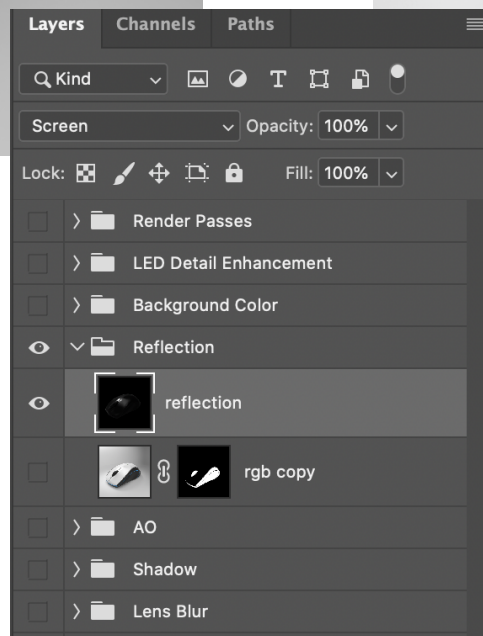 Layers Channels Paths
Kind
Screen Opacity: 100%
Lock: Fill: 100%
Render Passes
LED Detail Enhancement
Background Color
Reflection
reflection
rgb copy
AO
Shadow
Lens Blur